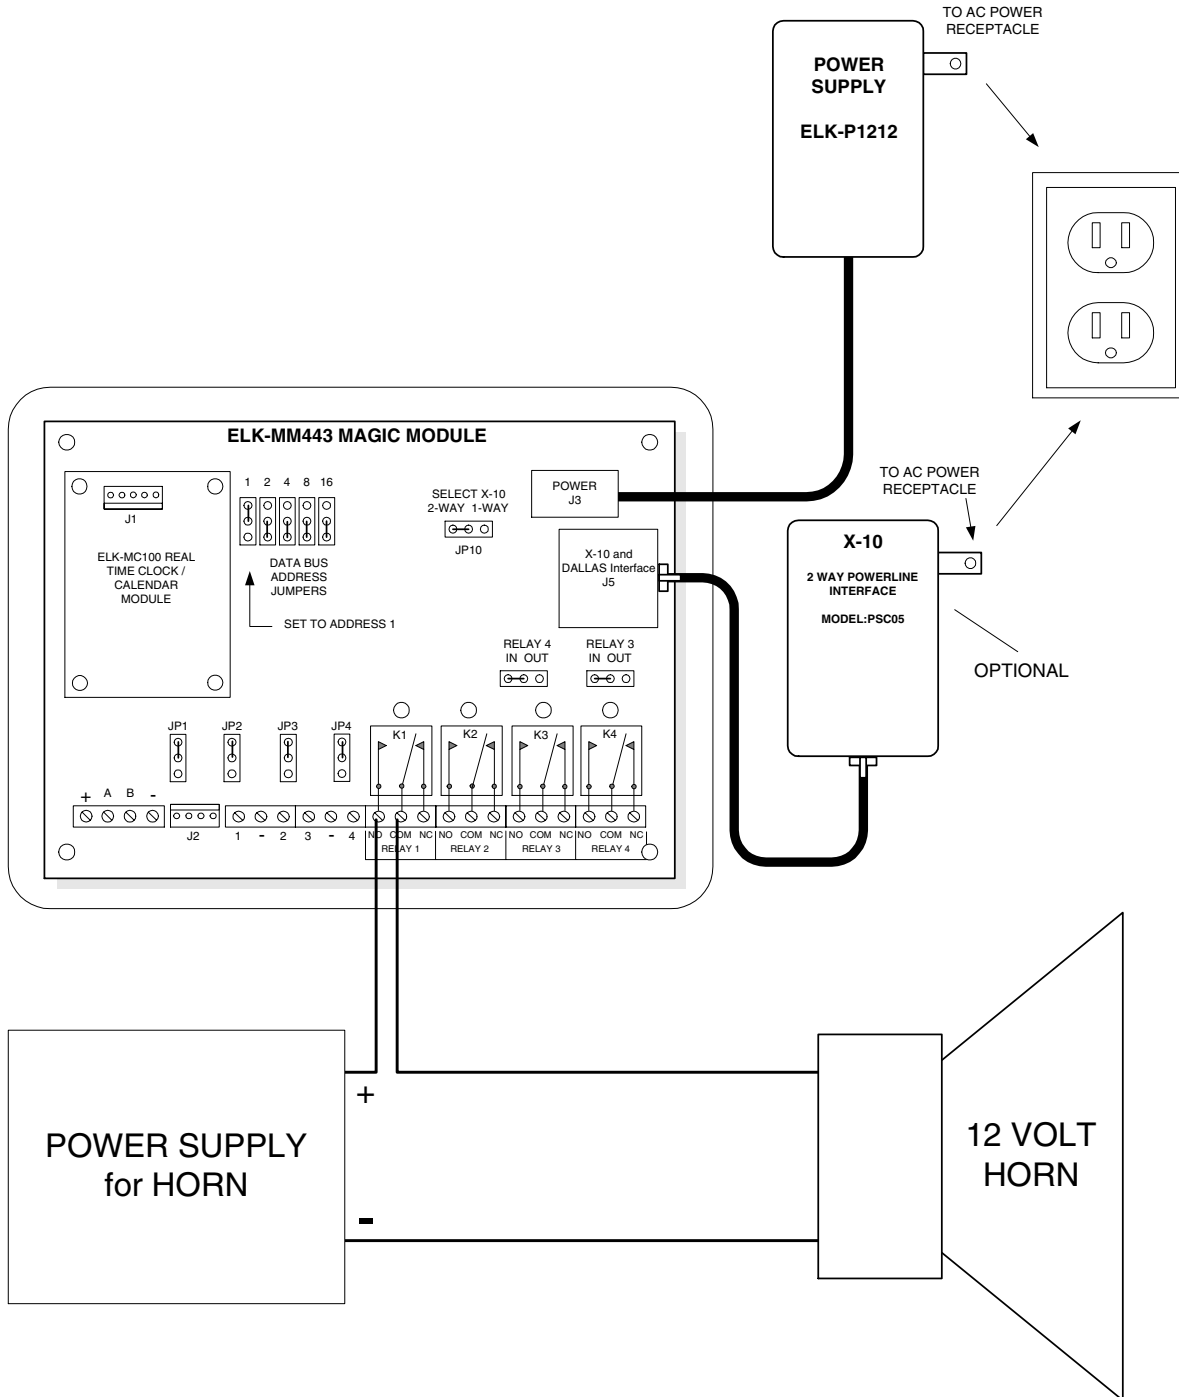 TO AC POWER
RECEPTACLE
POWER
SUPPLY
ELK-P1212
ELK-MM443 MAGIC MODULE
J1
ELK-MC100 REAL
TIME CLOCK /
CALENDAR
MODULE
1 2 4 8 16
DATA BUS
ADDRESS
JUMPERS
SET TO ADDRESS 1
SELECT X-10
2-WAY 1-WAY
JP10
POWER
J3
X-10 and
DALLAS Interface
J5
TO AC POWER
RECEPTACLE
X-10
2 WAY POWERLINE
INTERFACE
MODEL:PSC05
OPTIONAL
RELAY 4
IN OUT
RELAY 3
IN OUT
JP1 JP2 JP3 JP4
K1 K2 K3 K4
+ A B -
J2
1 - 2 3 - 4
NO COM NC NO COM NC NO COM NC NO COM NC
RELAY 1 RELAY 2 RELAY 3 RELAY 4
POWER SUPPLY
for HORN
+
-
12 VOLT
HORN